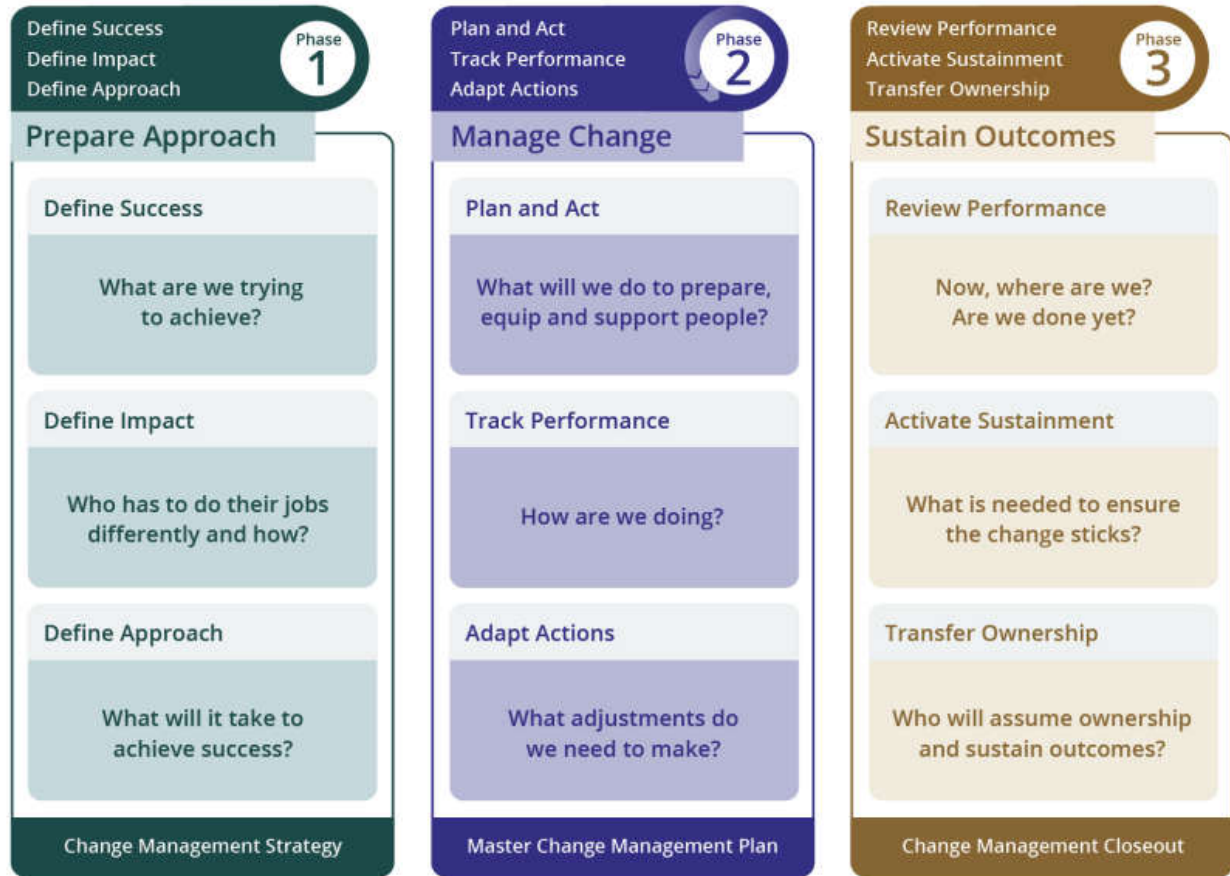 Define Success
Define Impact
Define Approach
Phase
1
Prepare Approach
Define Success
What are we trying
to achieve?
Define Impact
Who has to do their jobs
differently and how?
Define Approach
What will it take to
achieve success?
Change Management Strategy
Plan and Act
Track Performance
Adapt Actions
Phase
2
Manage Change
Plan and Act
What will we do to prepare,
equip and support people?
Track Performance
How are we doing?
Adapt Actions
What adjustments do
we need to make?
Master Change Management Plan
Review Performance
Activate Sustainment
Transfer Ownership
Phase
3
Sustain Outcomes
Review Performance
Now, where are we?
Are we done yet?
Activate Sustainment
What is needed to ensure
the change sticks?
Transfer Ownership
Who will assume ownership
and sustain outcomes?
Change Management Closeout